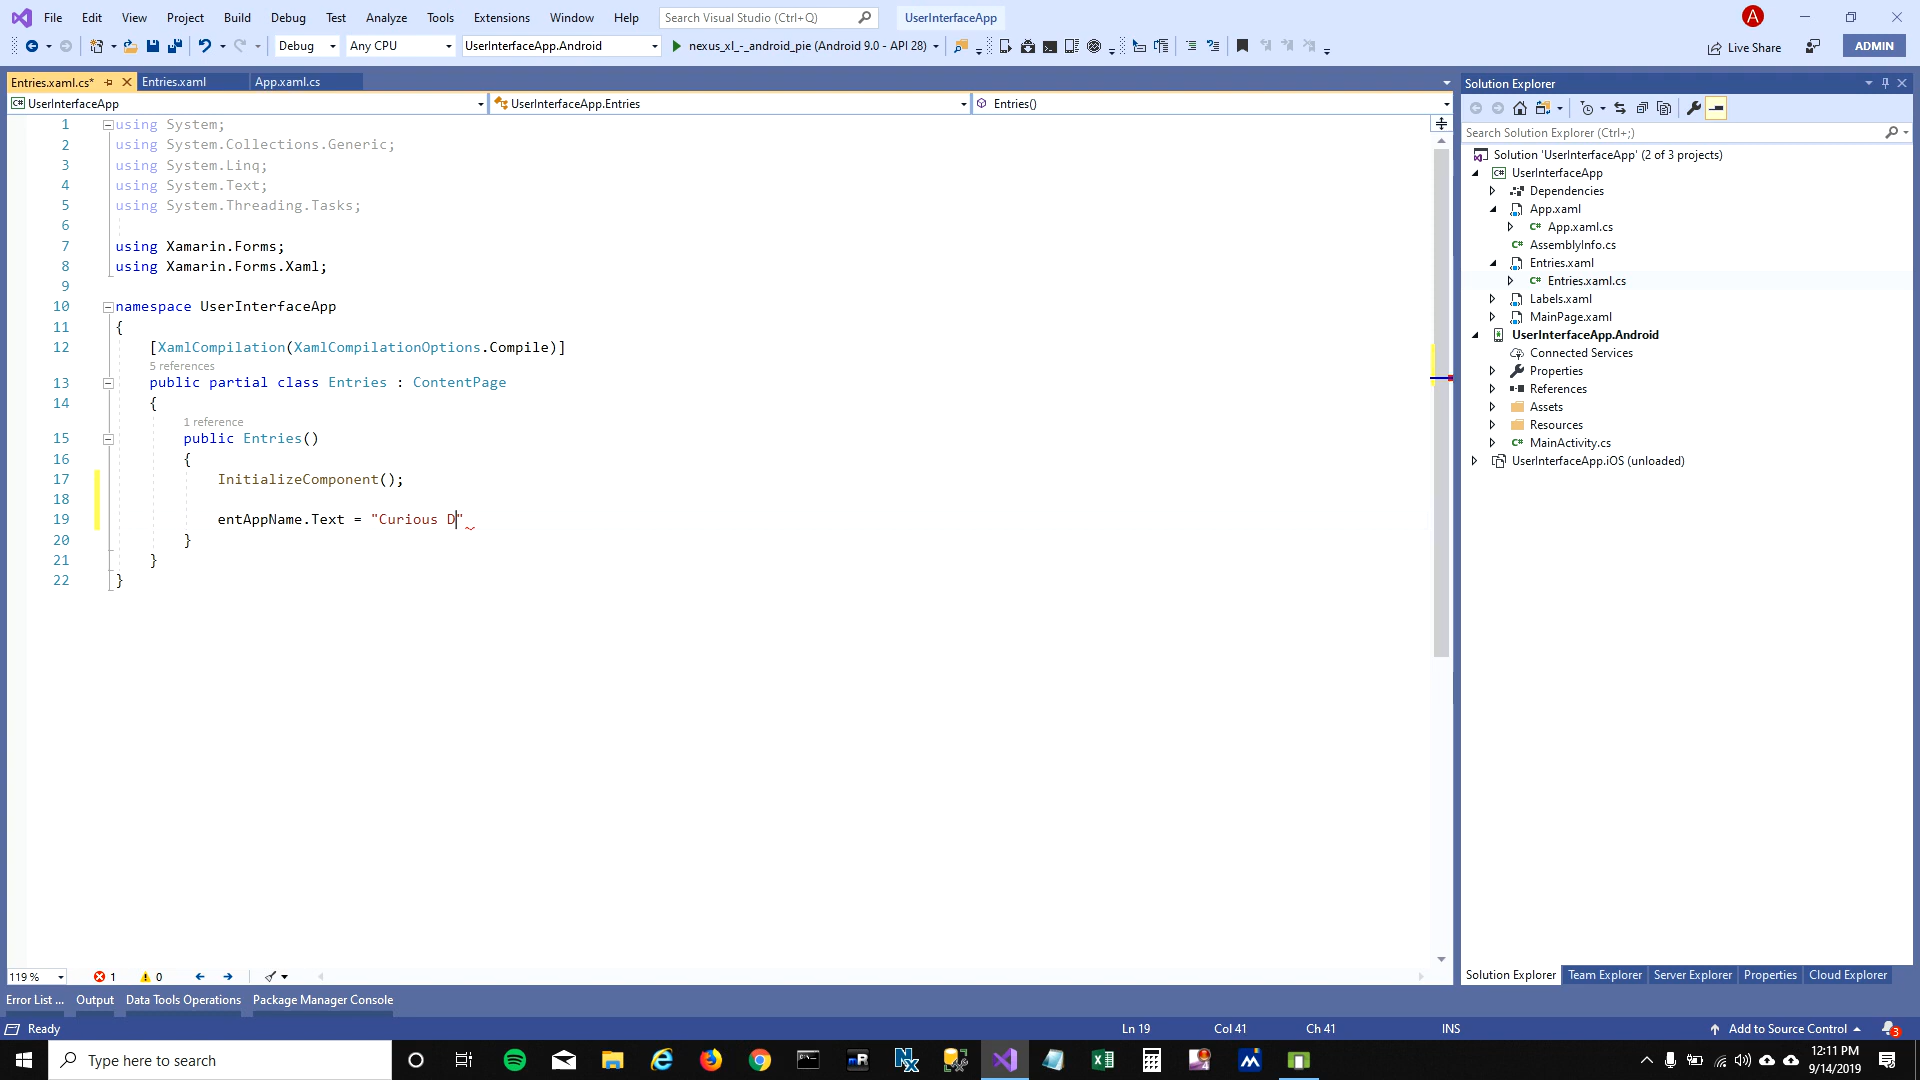 File Edit View Project Build Debug Test Analyze Tools Extensions Window Help Search Visual Studio (Ctrl+Q) UserInterfaceApp A
Debug Any CPU UserInterfaceApp.Android nexus_xl_-_android_pie (Android 9.0 - API 28) Live Share ADMIN
Entries.xaml.cs* Entries.xaml App.xaml.cs
UserInterfaceApp UserInterfaceApp.Entries Entries()
1 using System;
2 using System.Collections.Generic;
3 using System.Linq;
4 using System.Text;
5 using System.Threading.Tasks;
6
7 using Xamarin.Forms;
8 using Xamarin.Forms.Xaml;
9
10 namespace UserInterfaceApp
11 {
12 [XamlCompilation(XamlCompilationOptions.Compile)]
5 references
13 public partial class Entries : ContentPage
14 {
1 reference
15 public Entries()
16 {
17 InitializeComponent();
18
19 entAppName.Text = "Curious D"
20 }
21 }
22 }
119 % 1 0
Solution Explorer
Search Solution Explorer (Ctrl+;)
Solution 'UserInterfaceApp' (2 of 3 projects)
C# UserInterfaceApp
Dependencies
App.xaml
C# App.xaml.cs
C# AssemblyInfo.cs
Entries.xaml
C# Entries.xaml.cs
Labels.xaml
MainPage.xaml
UserInterfaceApp.Android
Connected Services
Properties
References
Assets
Resources
C# MainActivity.cs
UserInterfaceApp.iOS (unloaded)
Solution Explorer Team Explorer Server Explorer Properties Cloud Explorer
Error List ... Output Data Tools Operations Package Manager Console
Ready Ln 19 Col 41 Ch 41 INS Add to Source Control 3
Type here to search
12:11 PM
9/14/2019